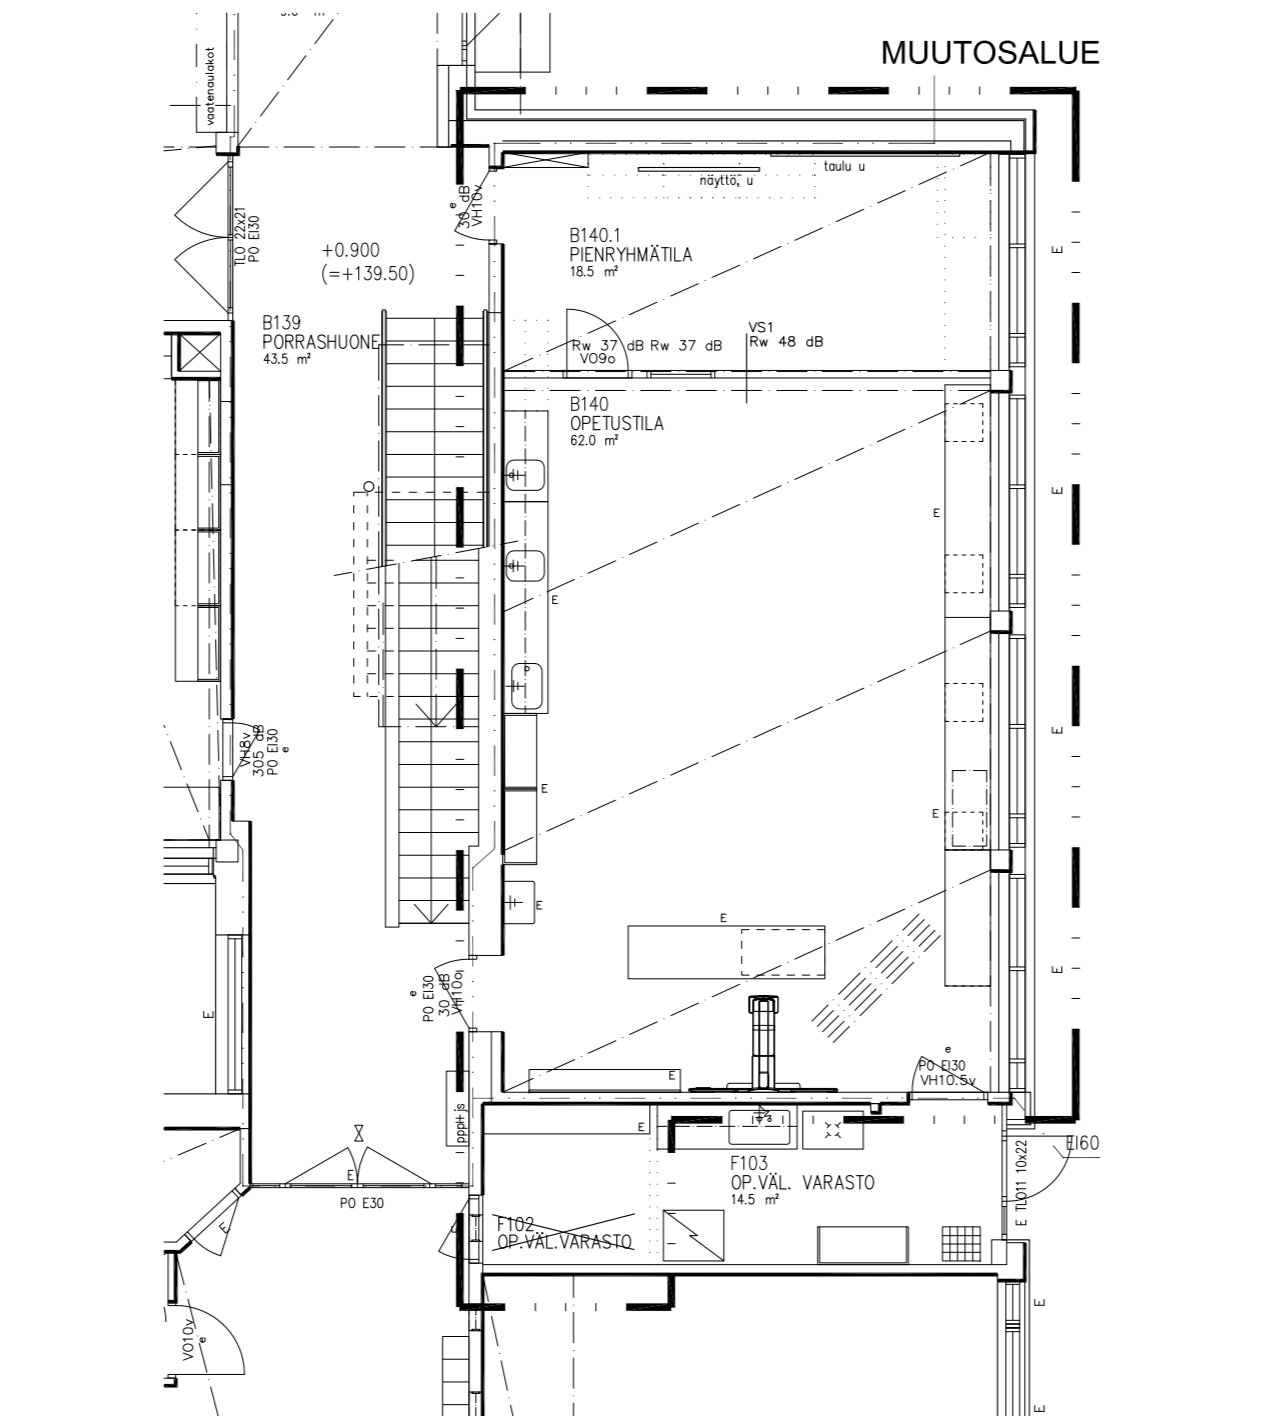 MUUTOSALUE
vaatenaulakot
taulu u
näyttö, u
30 dB
VH10v
e
TLO 22x21
PO EI30
+0.900
(=+139.50)
B140.1
PIENRYHMÄTILA
18.5 m²
E
B139
PORRASHUONE
43.5 m²
Rw 37 dB
Rw 37 dB
VO9o
VS1
Rw 48 dB
B140
OPETUSTILA
62.0 m²
E
E
E
VH8v
305 dB
PO EI30
e
E
E
E
E
E
E
E
e
PO EI30
30 dB
VH10o
E
e
PO EI30
VH10.5v
E
E
EI60
E TLO11 10x22
F103
OP.VÄL. VARASTO
14.5 m²
E
PO E30
E
F102
OP.VÄL.VARASTO
E
VO10v
e
E